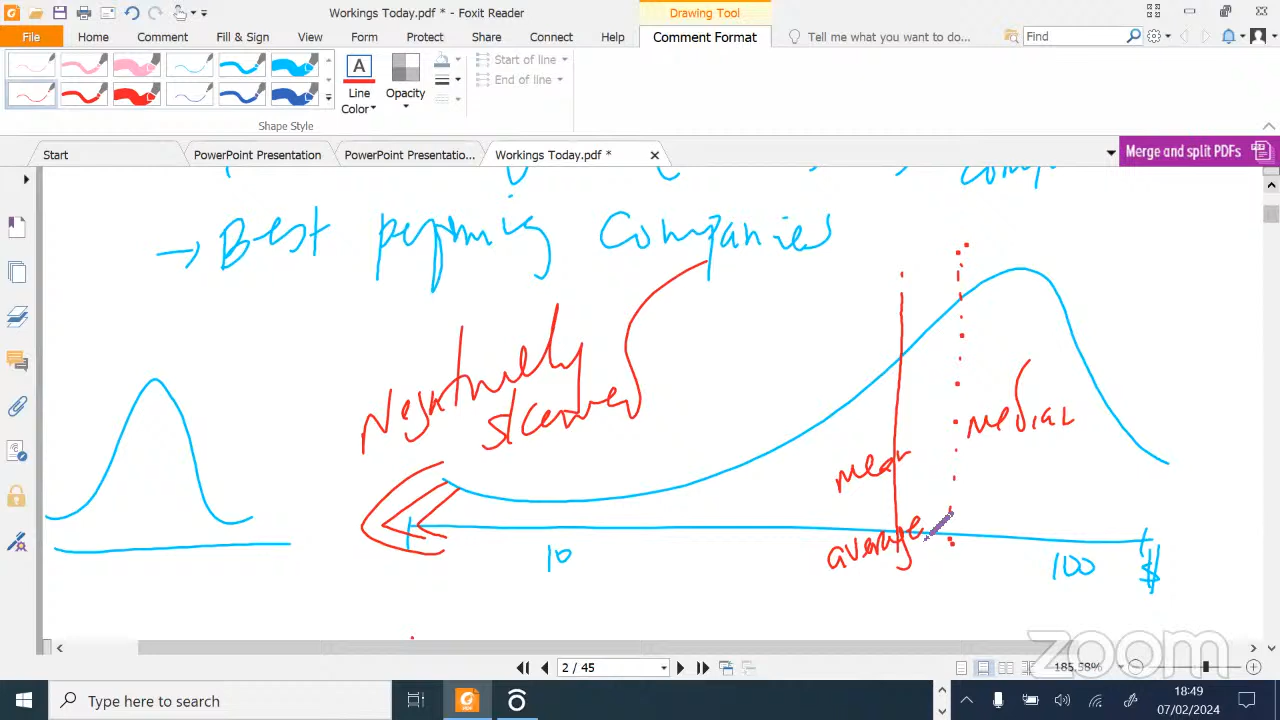 Workings Today.pdf * - Foxit Reader
Drawing Tool
File
Home
Comment
Fill & Sign
View
Form
Protect
Share
Connect
Help
Comment Format
Tell me what you want to do...
Find
Line
Color
Opacity
Start of line
End of line
Shape Style
Start
PowerPoint Presentation
PowerPoint Presentatio...
Workings Today.pdf *
Merge and split PDFs
→ Best companies
Negatively
skewed
median
mean
average
10
100
$
zoom
2 / 45
185.58%
Type here to search
18:49
07/02/2024